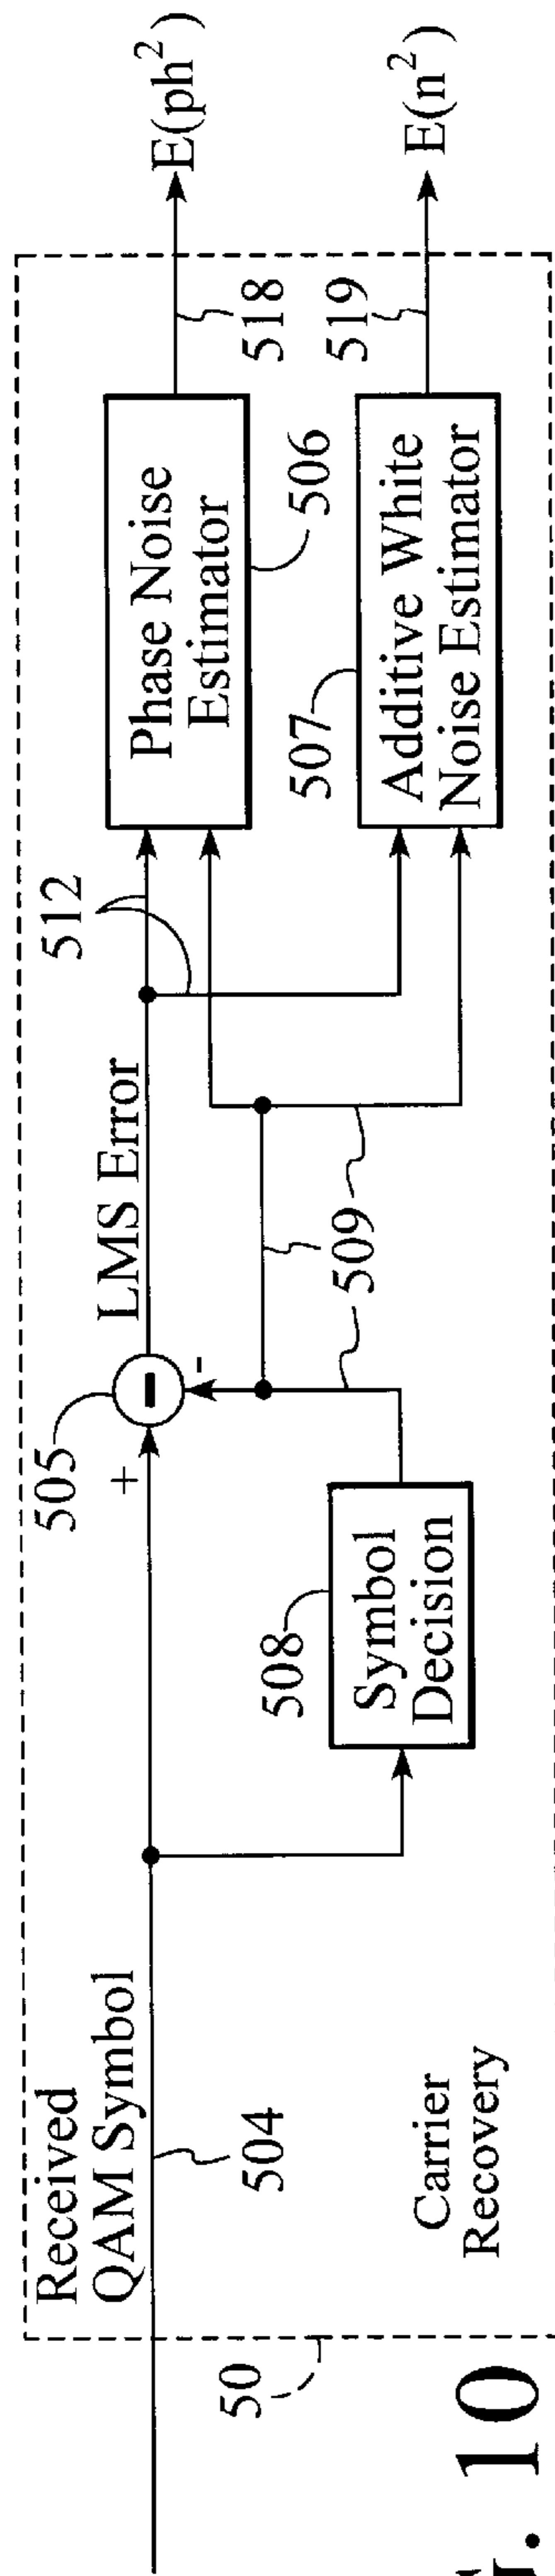 Received
QAM Symbol
504
50
Carrier
Recovery
505
+
-
LMS Error
508
Symbol
Decision
509
512
Phase Noise
Estimator
506
507
Additive White
Noise Estimator
518
519
E(ph²)
E(n²)
10